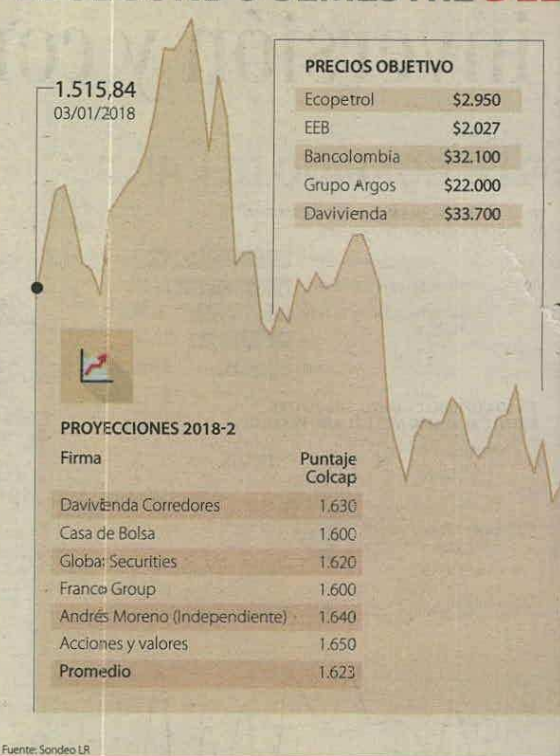 1.515,84
03/01/2018
PRECIOS OBJETIVO
Ecopetrol $2.950
EEB $2.027
Bancolombia $32.100
Grupo Argos $22.000
Davivienda $33.700
PROYECCIONES 2018-2
Firma Puntaje
Colcap
Davivienda Corredores 1.630
Casa de Bolsa 1.600
Global Securities 1.620
Franco Group 1.600
Andrés Moreno (Independiente) 1.640
Acciones y valores 1.650
Promedio 1.623
Fuente: Sondeo LR